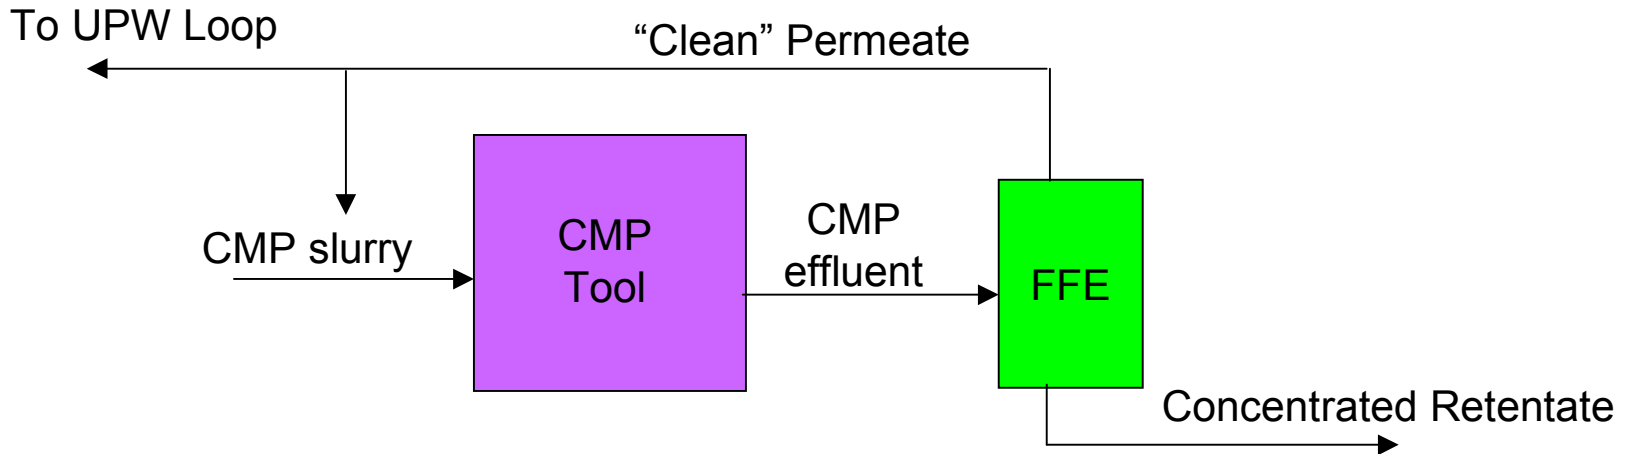 To UPW Loop
“Clean” Permeate
CMP slurry
CMP
Tool
CMP
effluent
FFE
Concentrated Retentate